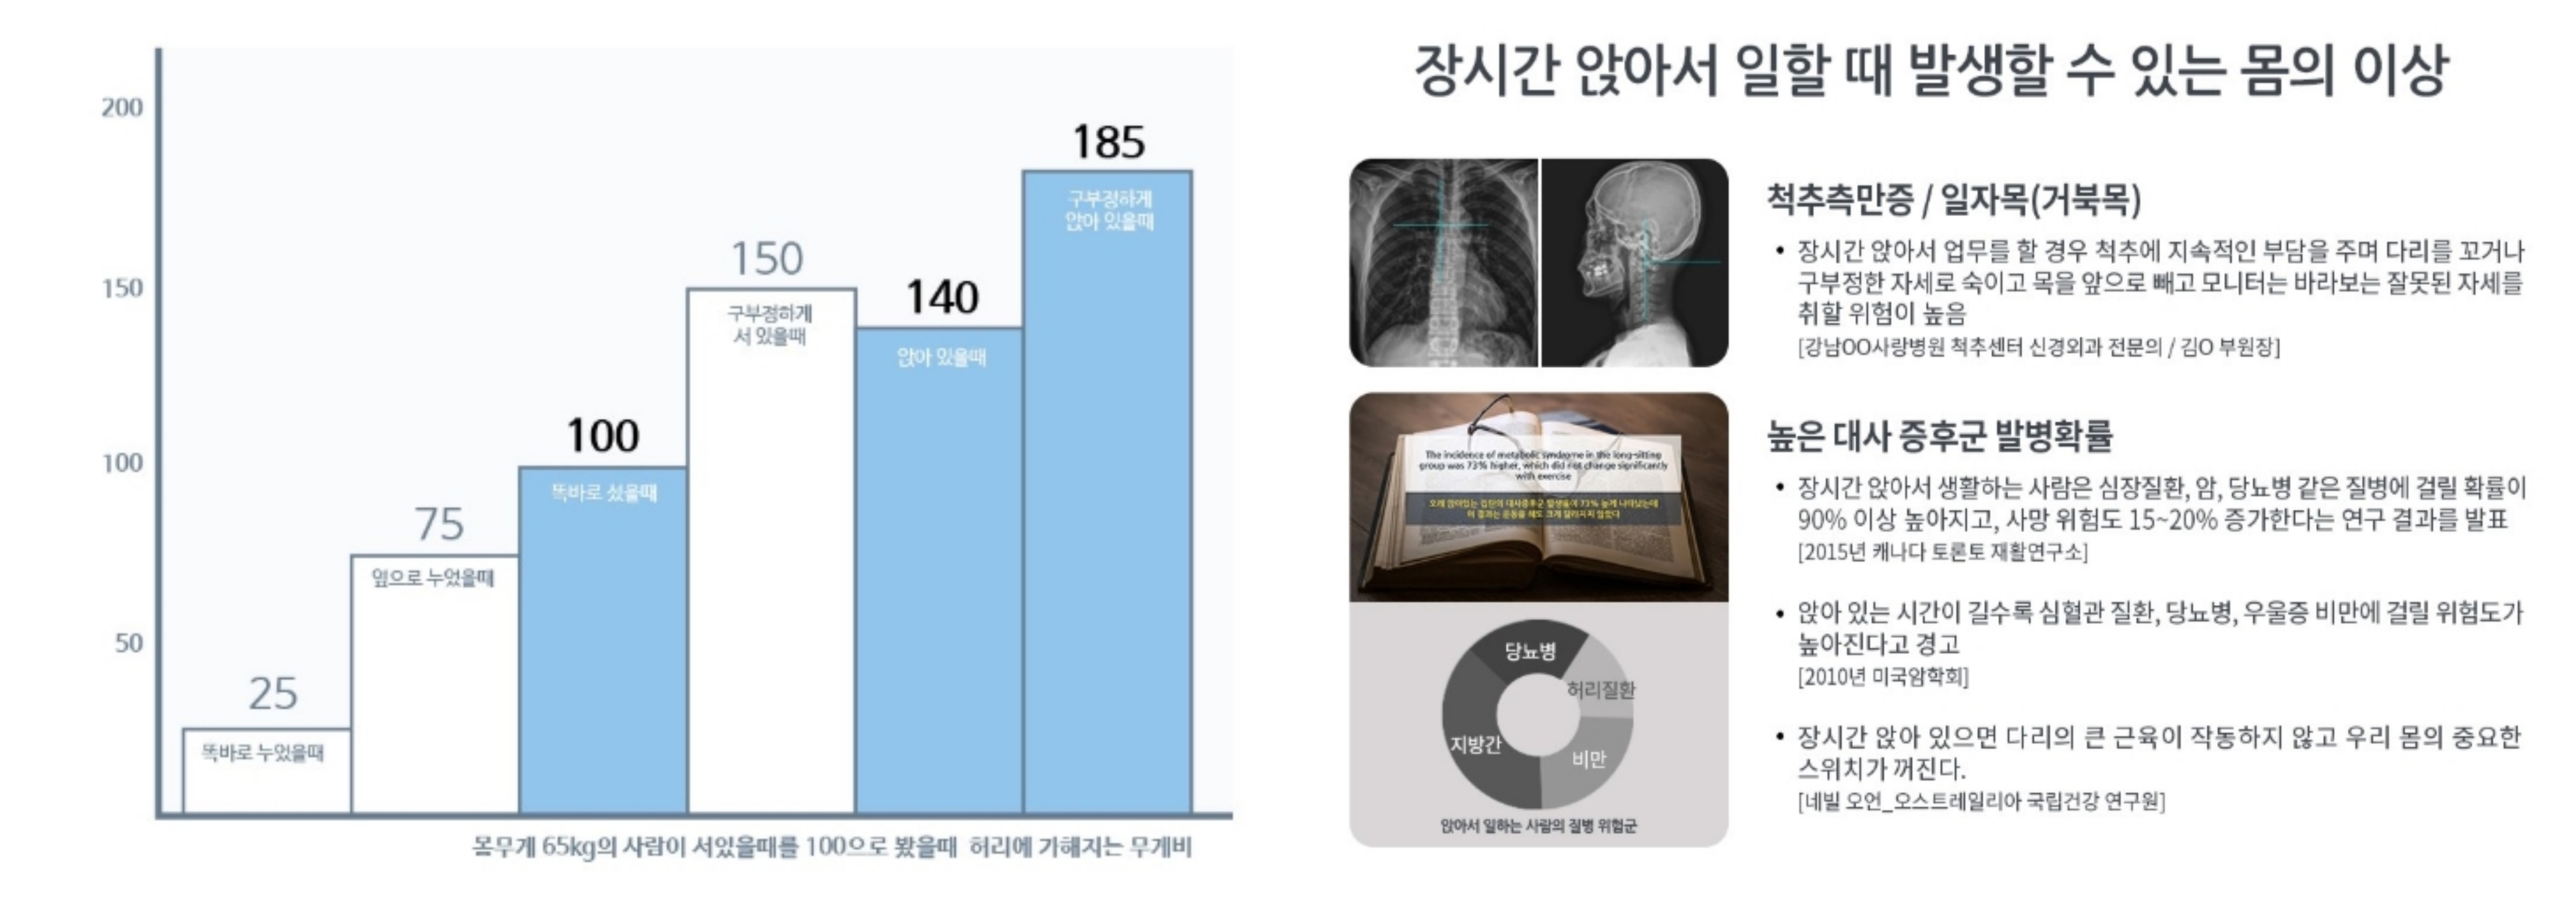 200
150
100
50
25
똑바로 누었을때
75
옆으로 누었을때
100
똑바로 섰을때
150
구부정하게
서 있을때
140
앉아 있을때
185
구부정하게
앉아 있을때
몸무게 65kg의 사람이 서있을때를 100으로 봤을때 허리에 가해지는 무게비
장시간 앉아서 일할 때 발생할 수 있는 몸의 이상
척추측만증 / 일자목(거북목)
• 장시간 앉아서 업무를 할 경우 척추에 지속적인 부담을 주며 다리를 꼬거나
구부정한 자세로 숙이고 목을 앞으로 빼고 모니터는 바라보는 잘못된 자세를
취할 위험이 높음
[강남OO사랑병원 척추센터 신경외과 전문의 / 김O 부원장]
The incidence of metabolic syndrome in the long-sitting
group was 73% higher, which did not change significantly
with exercise
오래 앉아있는 집단의 대사증후군 발생율이 73% 높게 나타났는데
이 결과는 운동을 해도 크게 달라지지 않았다
높은 대사 증후군 발병확률
• 장시간 앉아서 생활하는 사람은 심장질환, 암, 당뇨병 같은 질병에 걸릴 확률이
90% 이상 높아지고, 사망 위험도 15~20% 증가한다는 연구 결과를 발표
[2015년 캐나다 토론토 재활연구소]
• 앉아 있는 시간이 길수록 심혈관 질환, 당뇨병, 우울증 비만에 걸릴 위험도가
높아진다고 경고
[2010년 미국암학회]
• 장시간 앉아 있으면 다리의 큰 근육이 작동하지 않고 우리 몸의 중요한
스위치가 꺼진다.
[네빌 오언_오스트레일리아 국립건강 연구원]
당뇨병
허리질환
지방간
비만
앉아서 일하는 사람의 질병 위험군